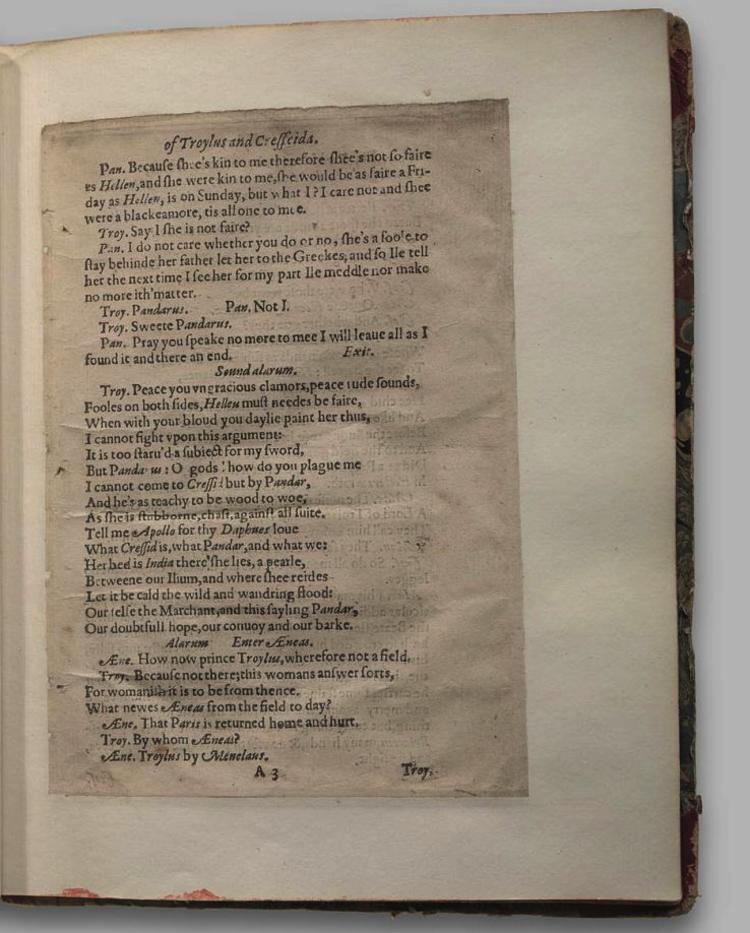 of Troylus and Cresseida.
Pan. Because shee's kin to me therefore shee's not so faire
es Hellen, and she were kin to me, she would be as faire a Fri-
day as Hellen, is on Sunday, but what I? I care not and shee
were a blackeamore, tis all one to mee.
Troy. Say I she is not faire?
Pan. I do not care whether you do or no, she's a foole to
stay behinde her father let her to the Greekes, and so Ile tell
her the next time I see her for my part Ile meddle nor make
no more ith'matter.
Troy. Pandarus. Pan. Not I.
Troy. Sweete Pandarus.
Pan. Pray you speake no more to mee I will leaue all as I
found it and there an end. Exit.
Sound alarum.
Troy. Peace you vngracious clamors, peace rude sounds,
Fooles on both sides, Hellen must needes be faire,
When with your bloud you daylie paint her thus,
I cannot fight vpon this argument:
It is too staru'd a subiect for my sword,
But Pandarus: O gods! how do you plague me
I cannot come to Cressid but by Pandar,
And he's as teachy to be wood to woe,
As she is stubborne, chast, against all suite.
Tell me Apollo for thy Daphnes loue
What Cressid is, what Pandar, and what we:
Her bed is India there she lies, a pearle,
Betweene our Ilium, and where shee reides
Let it be cald the wild and wandring flood:
Our selfe the Marchant, and this sayling Pandar,
Our doubtfull hope, our conuoy and our barke.
Alarum Enter Æneas.
Æne. How now prince Troylus, wherefore not a field,
Troy. Because not there; this womans answer sorts,
For womanish it is to be from thence,
What newes Æneas from the field to day?
Æne. That Paris is returned home and hurt.
Troy. By whom Æneas?
Æne. Troylus by Menelaus.
A 3 Troy.